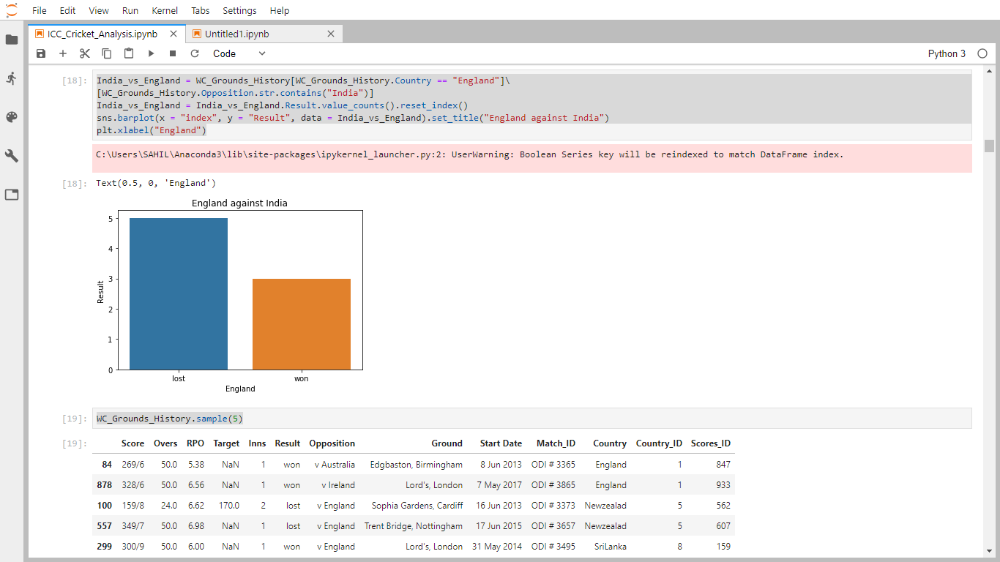 File Edit View Run Kernel Tabs Settings Help
ICC_Cricket_Analysis.ipynb Untitled1.ipynb
Code Python 3
[18]: India_vs_England = WC_Grounds_History[WC_Grounds_History.Country == "England"]\
[WC_Grounds_History.Opposition.str.contains("India")]
India_vs_England = India_vs_England.Result.value_counts().reset_index()
sns.barplot(x = "index", y = "Result", data = India_vs_England).set_title("England against India")
plt.xlabel("England")
C:\Users\SAHIL\Anaconda3\lib\site-packages\ipykernel_launcher.py:2: UserWarning: Boolean Series key will be reindexed to match DataFrame index.
[18]: Text(0.5, 0, 'England')
England against India
5
4
3
2
1
0
Result
lost won
England
[19]: WC_Grounds_History.sample(5)
[19]: Score Overs RPO Target Inns Result Opposition Ground Start Date Match_ID Country Country_ID Scores_ID
84 269/6 50.0 5.38 NaN 1 won v Australia Edgbaston, Birmingham 8 Jun 2013 ODI # 3365 England 1 847
878 328/6 50.0 6.56 NaN 1 won v Ireland Lord's, London 7 May 2017 ODI # 3865 England 1 933
100 159/8 24.0 6.62 170.0 2 lost v England Sophia Gardens, Cardiff 16 Jun 2013 ODI # 3373 Newzealad 5 562
557 349/7 50.0 6.98 NaN 1 lost v England Trent Bridge, Nottingham 17 Jun 2015 ODI # 3657 Newzealad 5 607
299 300/9 50.0 6.00 NaN 1 won v England Lord's, London 31 May 2014 ODI # 3495 SriLanka 8 159